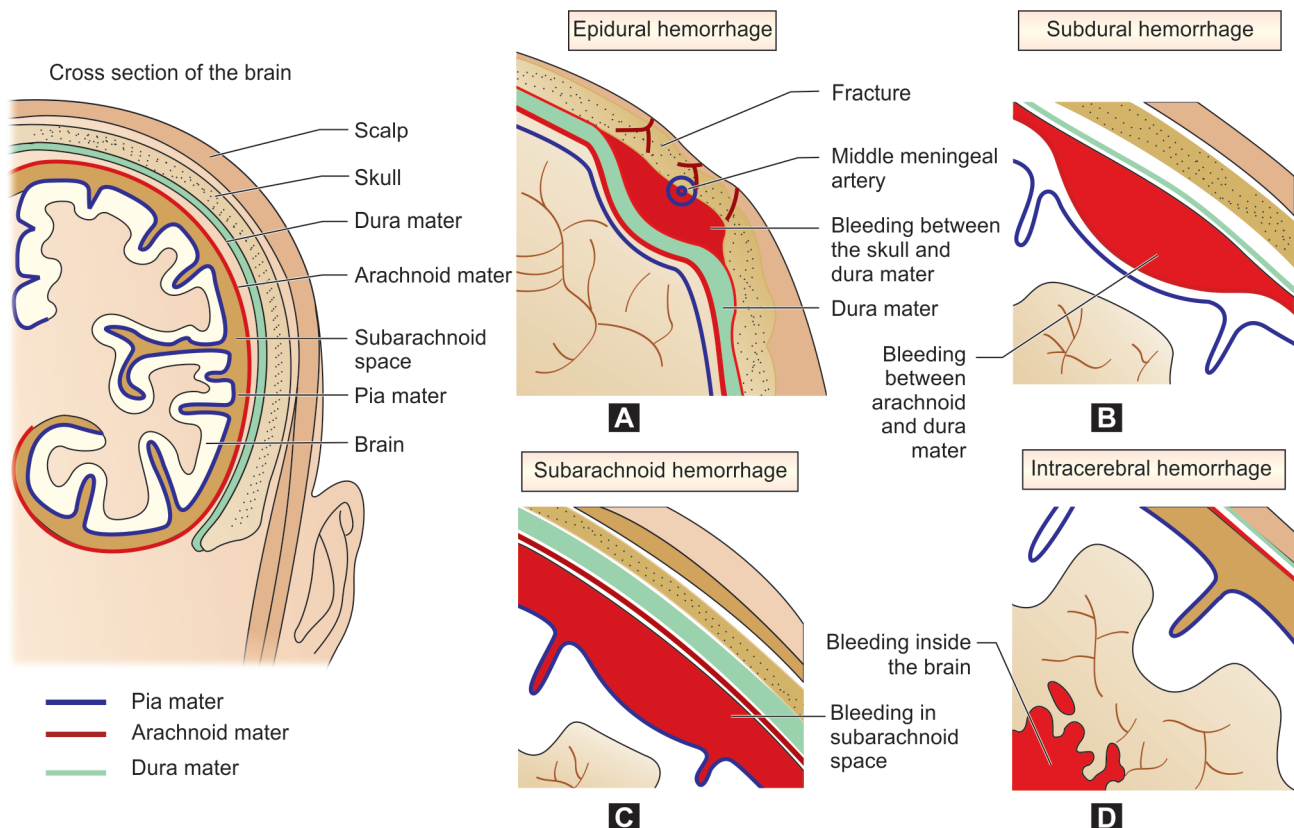 Cross section of the brain
Scalp
Skull
Dura mater
Arachnoid mater
Subarachnoid
space
Pia mater
Brain
Pia mater
Arachnoid mater
Dura mater
Epidural hemorrhage
Fracture
Middle meningeal
artery
Bleeding between
the skull and
dura mater
Dura mater
A
Subdural hemorrhage
Bleeding
between
arachnoid
and dura
mater
B
Subarachnoid hemorrhage
Bleeding in
subarachnoid
space
C
Intracerebral hemorrhage
Bleeding inside
the brain
D